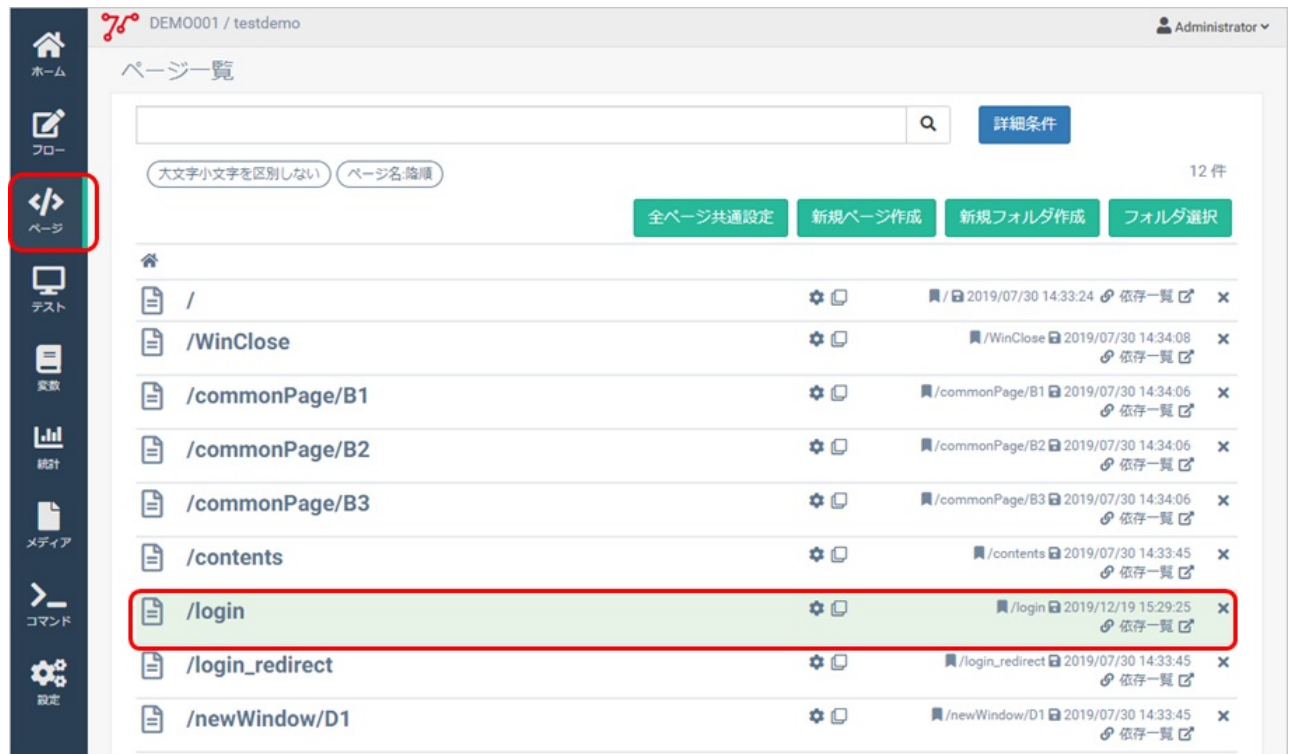 DEMO001 / testdemo
Administrator
ホーム
フロー
ページ
テスト
変数
統計
メディア
コマンド
設定
ページ一覧
詳細条件
大文字小文字を区別しない ページ名:降順
12 件
全ページ共通設定 新規ページ作成 新規フォルダ作成 フォルダ選択
/ / 2019/07/30 14:33:24 依存一覧
/WinClose /WinClose 2019/07/30 14:34:08
依存一覧
/commonPage/B1 /commonPage/B1 2019/07/30 14:34:06
依存一覧
/commonPage/B2 /commonPage/B2 2019/07/30 14:34:06
依存一覧
/commonPage/B3 /commonPage/B3 2019/07/30 14:34:06
依存一覧
/contents /contents 2019/07/30 14:33:45
依存一覧
/login /login 2019/12/19 15:29:25
依存一覧
/login_redirect /login_redirect 2019/07/30 14:33:45
依存一覧
/newWindow/D1 /newWindow/D1 2019/07/30 14:33:45
依存一覧